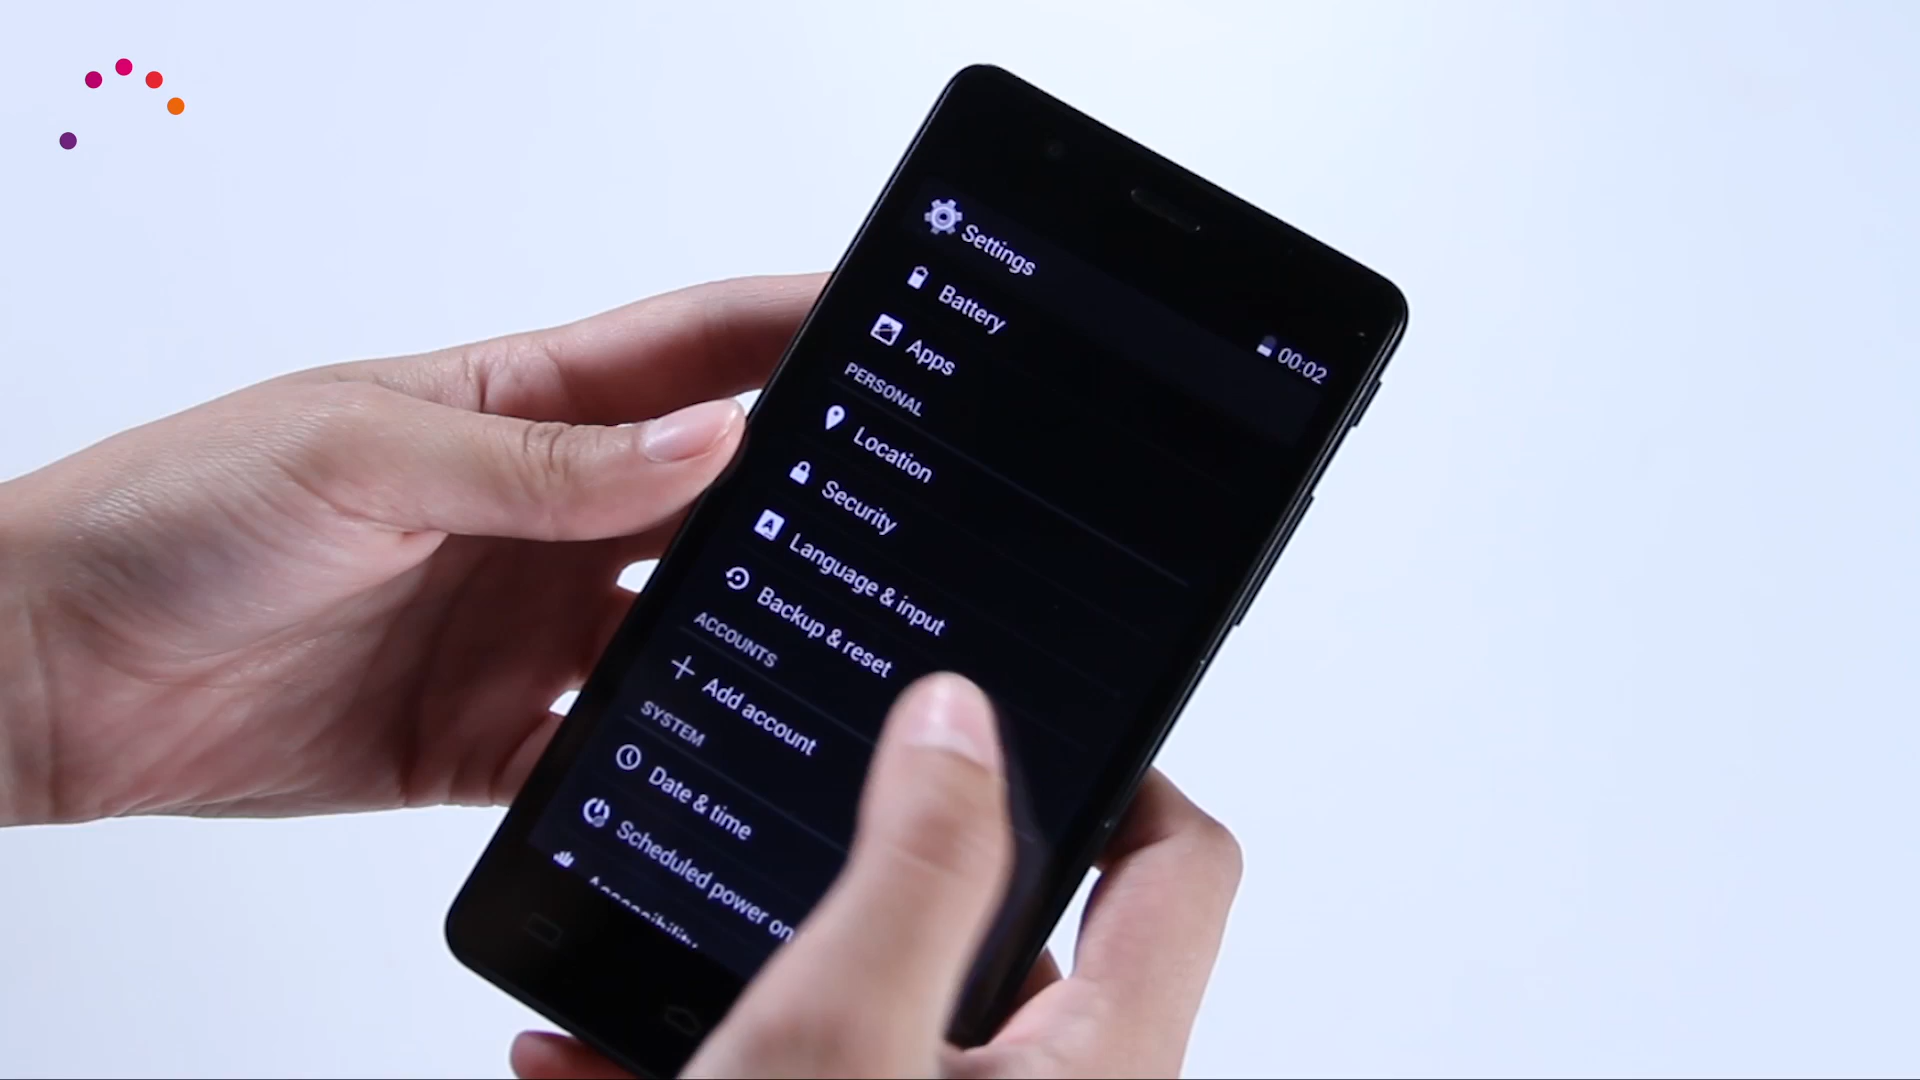 Settings
00:02
Battery
Apps
PERSONAL
Location
Security
Language & input
Backup & reset
ACCOUNTS
Add account
SYSTEM
Date & time
Scheduled power on
Accessibility